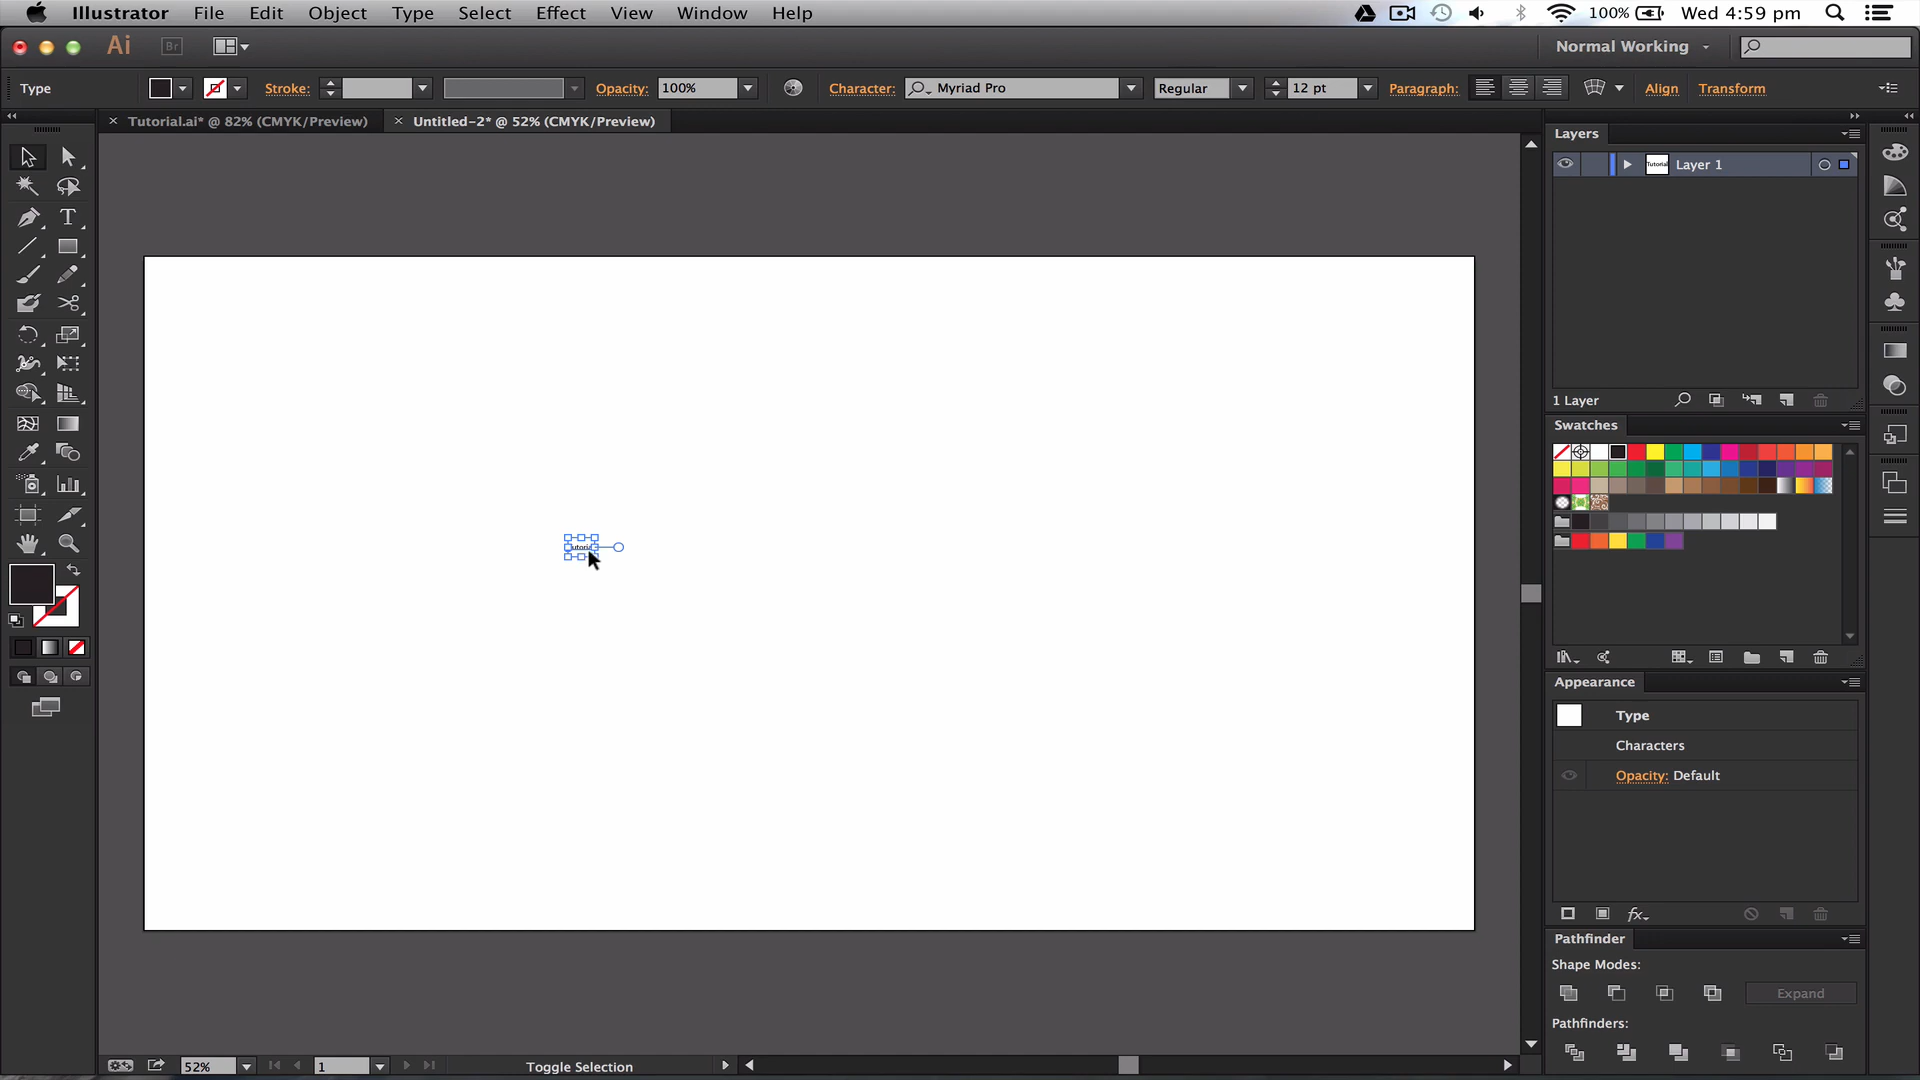 Illustrator File Edit Object Type Select Effect View Window Help 100% Wed 4:59 pm
Ai Br Normal Working
Type Stroke: Opacity: 100% Character: Myriad Pro Regular 12 pt Paragraph: Align Transform
Tutorial.ai* @ 82% (CMYK/Preview) Untitled-2* @ 52% (CMYK/Preview)
Layers
Tutorial Layer 1
1 Layer
Swatches
Appearance
Type
Characters
Opacity: Default
fx
Pathfinder
Shape Modes:
Expand
Pathfinders:
52% 1 Toggle Selection